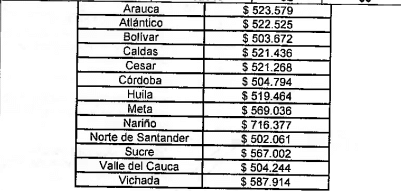 Arauca $ 523.579
Atlántico $ 522.525
Bolívar $ 503.672
Caldas $ 521.436
Cesar $ 521.268
Córdoba $ 504.794
Huila $ 519.464
Meta $ 569.036
Nariño $ 716.377
Norte de Santander $ 502.061
Sucre $ 567.002
Valle del Cauca $ 504.244
Vichada $ 587.914